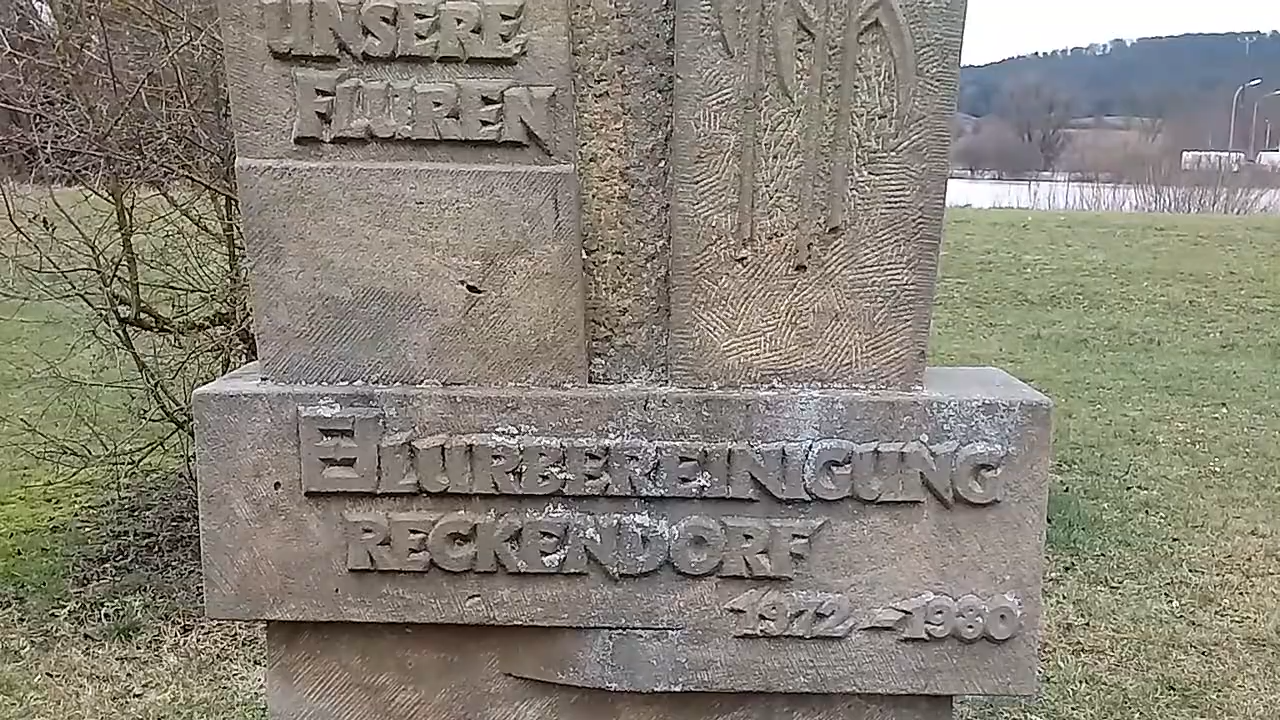 UNSERE
FLUREN
FLURBEREINIGUNG
RECKENDORF
1972-1980